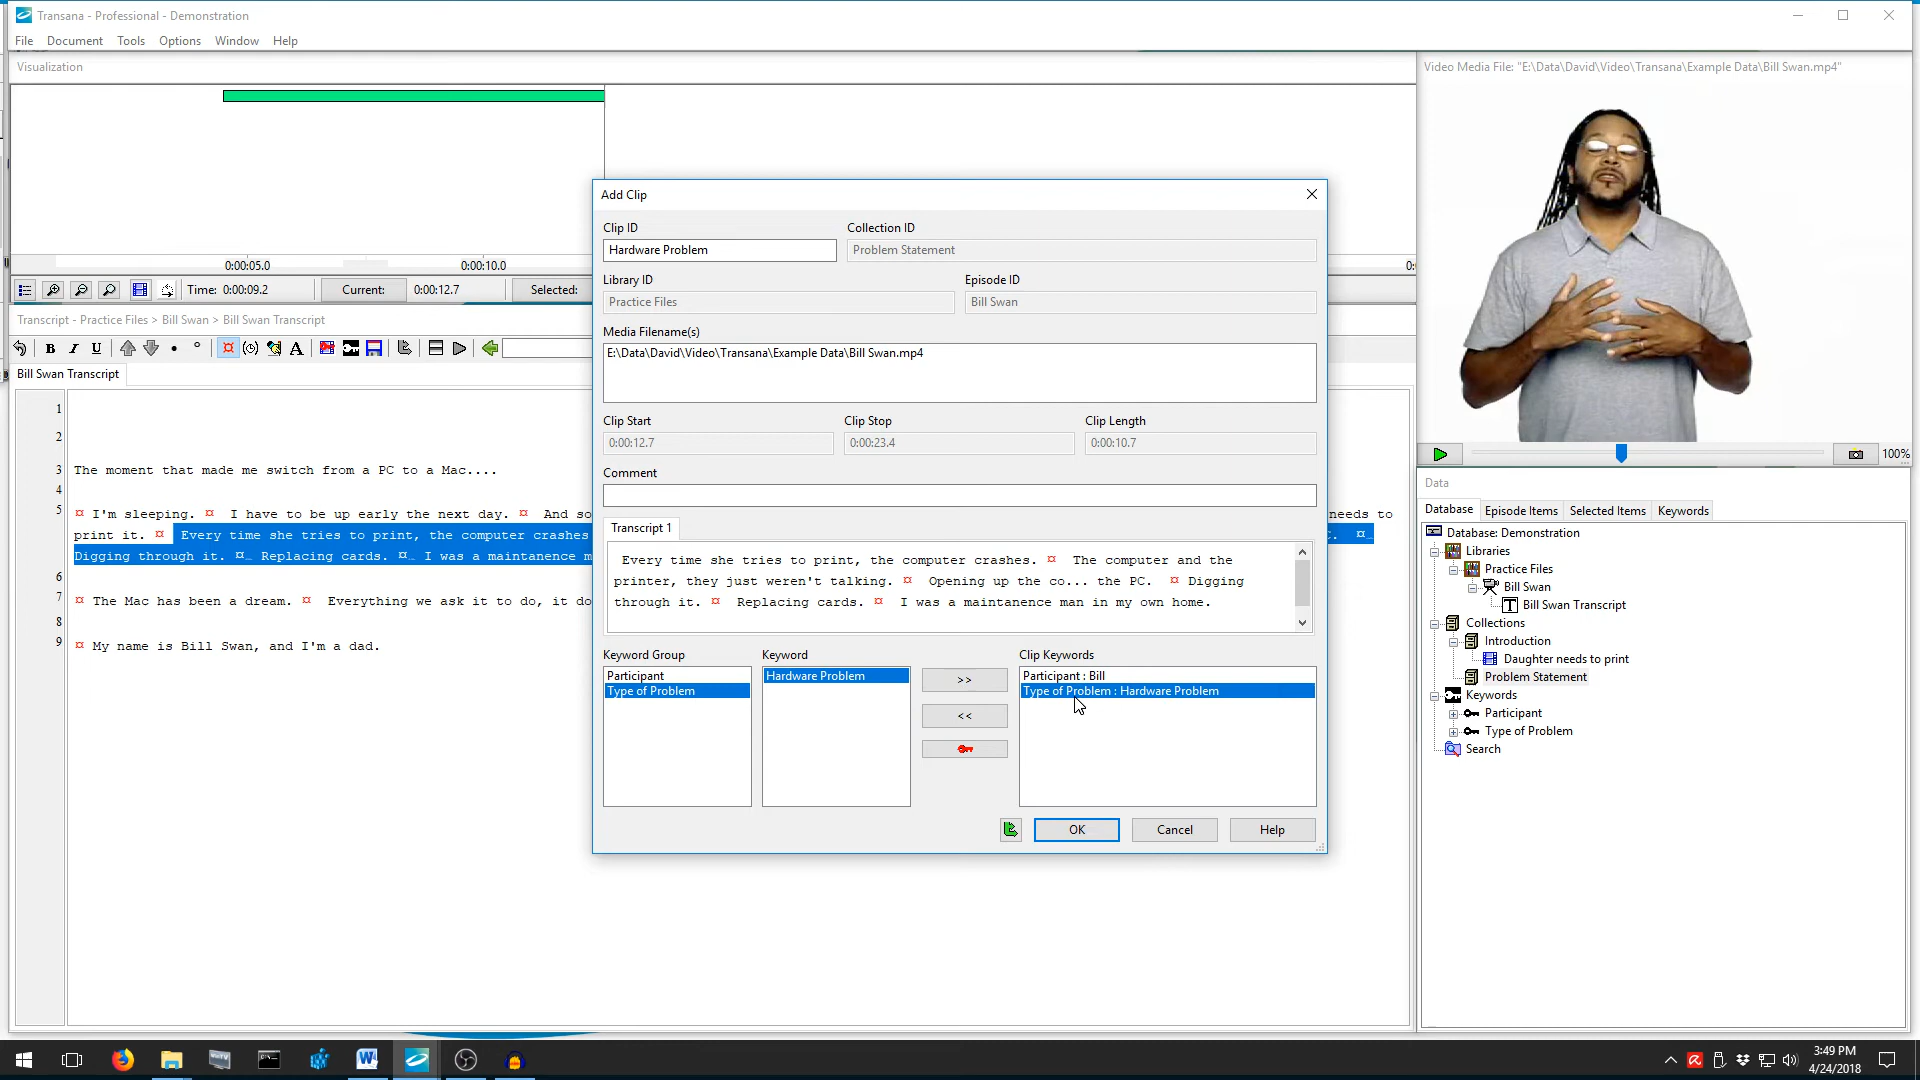 Transana - Professional - Demonstration
File Document Tools Options Window Help
Visualization
0:00:05.0 0:00:10.0 0:
Time: 0:00:09.2 Current: 0:00:12.7 Selected:
Transcript - Practice Files > Bill Swan > Bill Swan Transcript
B I U A
Bill Swan Transcript
1
2
3 The moment that made me switch from a PC to a Mac....
4
5 ¤ I'm sleeping. ¤ I have to be up early the next day. ¤ And so needs to
print it. ¤ Every time she tries to print, the computer crashes . ¤_
Digging through it. ¤_ Replacing cards. ¤_ I was a maintanence m
6
7 ¤ The Mac has been a dream. ¤ Everything we ask it to do, it do
8
9 ¤ My name is Bill Swan, and I'm a dad.
Add Clip
Clip ID Collection ID
Hardware Problem Problem Statement
Library ID Episode ID
Practice Files Bill Swan
Media Filename(s)
E:\Data\David\Video\Transana\Example Data\Bill Swan.mp4
Clip Start Clip Stop Clip Length
0:00:12.7 0:00:23.4 0:00:10.7
Comment
Transcript 1
Every time she tries to print, the computer crashes. ¤ The computer and the
printer, they just weren't talking. ¤ Opening up the co... the PC. ¤ Digging
through it. ¤ Replacing cards. ¤ I was a maintanence man in my own home.
Keyword Group Keyword Clip Keywords
Participant Hardware Problem >> Participant : Bill
Type of Problem Type of Problem : Hardware Problem
<<
OK Cancel Help
Video Media File: "E:\Data\David\Video\Transana\Example Data\Bill Swan.mp4"
100%
Data
Database Episode Items Selected Items Keywords
Database: Demonstration
Libraries
Practice Files
Bill Swan
T Bill Swan Transcript
Collections
Introduction
Daughter needs to print
Problem Statement
Keywords
Participant
Type of Problem
Search
3:49 PM
4/24/2018